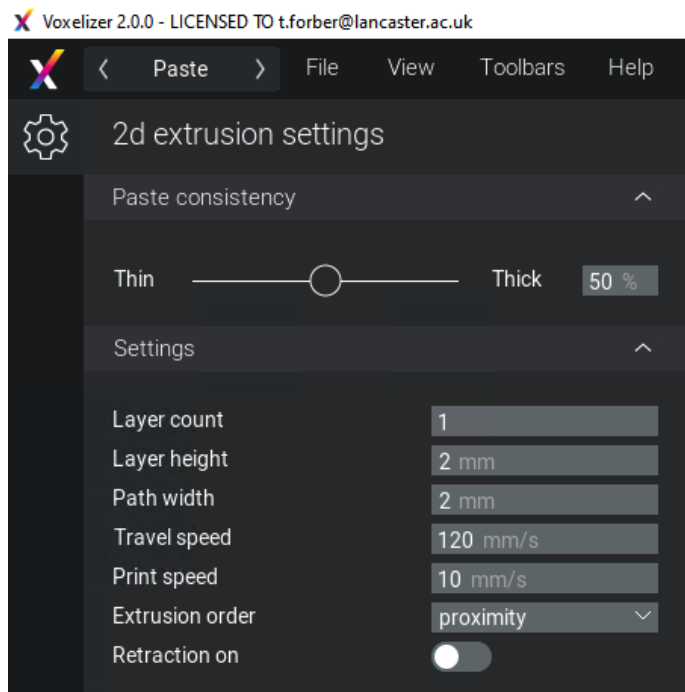 Voxelizer 2.0.0 - LICENSED TO t.forber@lancaster.ac.uk
Paste File View Toolbars Help
2d extrusion settings
Paste consistency
Thin Thick 50 %
Settings
Layer count 1
Layer height 2 mm
Path width 2 mm
Travel speed 120 mm/s
Print speed 10 mm/s
Extrusion order proximity
Retraction on